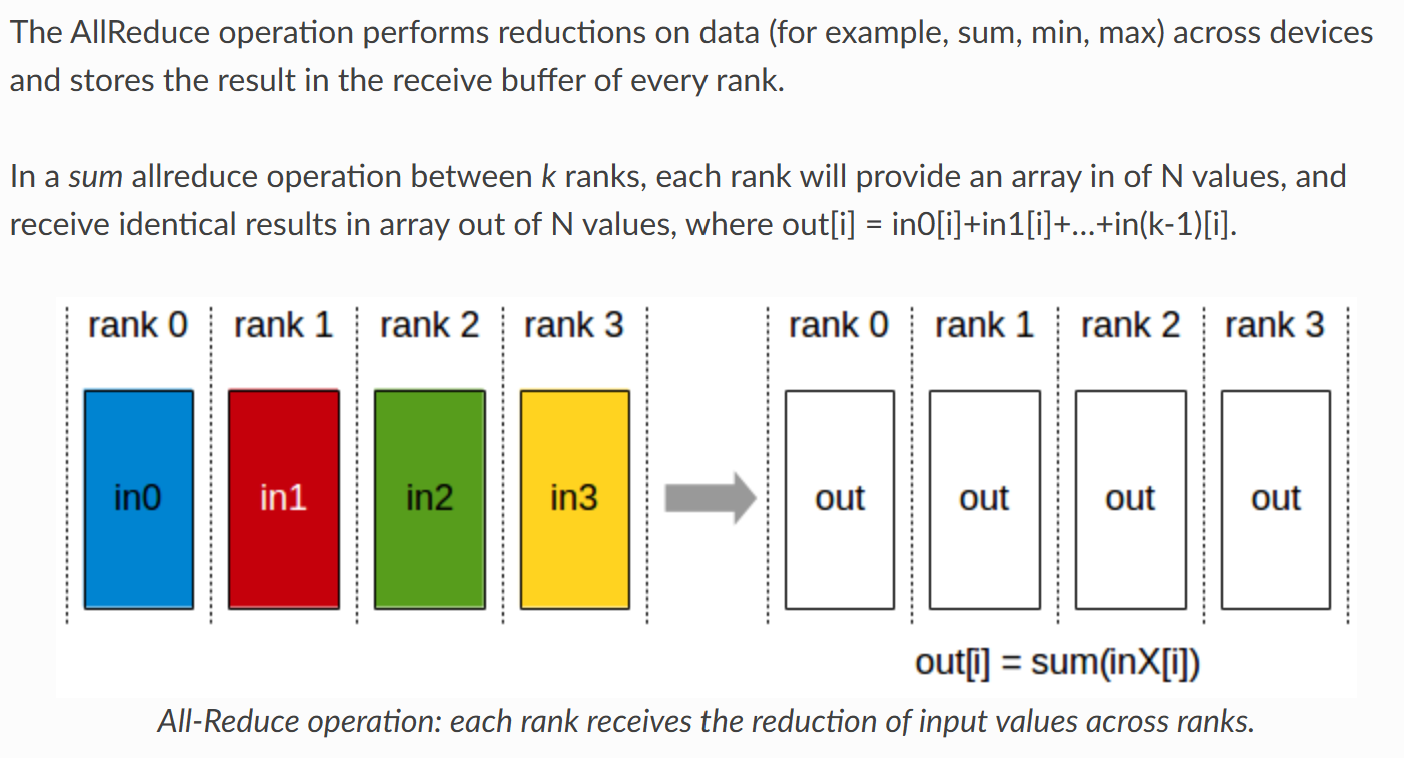 The AllReduce operation performs reductions on data (for example, sum, min, max) across devices
and stores the result in the receive buffer of every rank.
In a sum allreduce operation between k ranks, each rank will provide an array in of N values, and
receive identical results in array out of N values, where out[i] = in0[i]+in1[i]+…+in(k-1)[i].
rank 0 rank 1 rank 2 rank 3 rank 0 rank 1 rank 2 rank 3
in0 in1 in2 in3 out out out out
out[i] = sum(inX[i])
All-Reduce operation: each rank receives the reduction of input values across ranks.